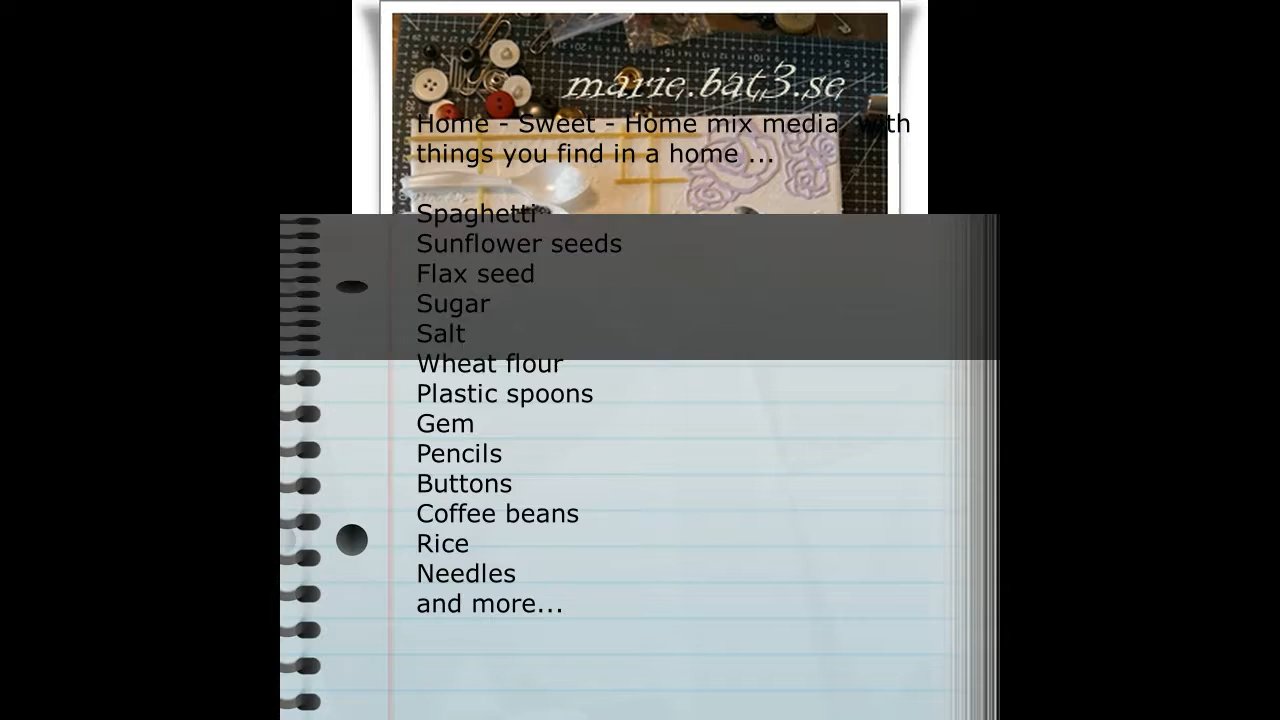 marie.bat3.se
Home - Sweet - Home mix media, with
things you find in a home ...
Spaghetti
Sunflower seeds
Flax seed
Sugar
Salt
Wheat flour
Plastic spoons
Gem
Pencils
Buttons
Coffee beans
Rice
Needles
and more...